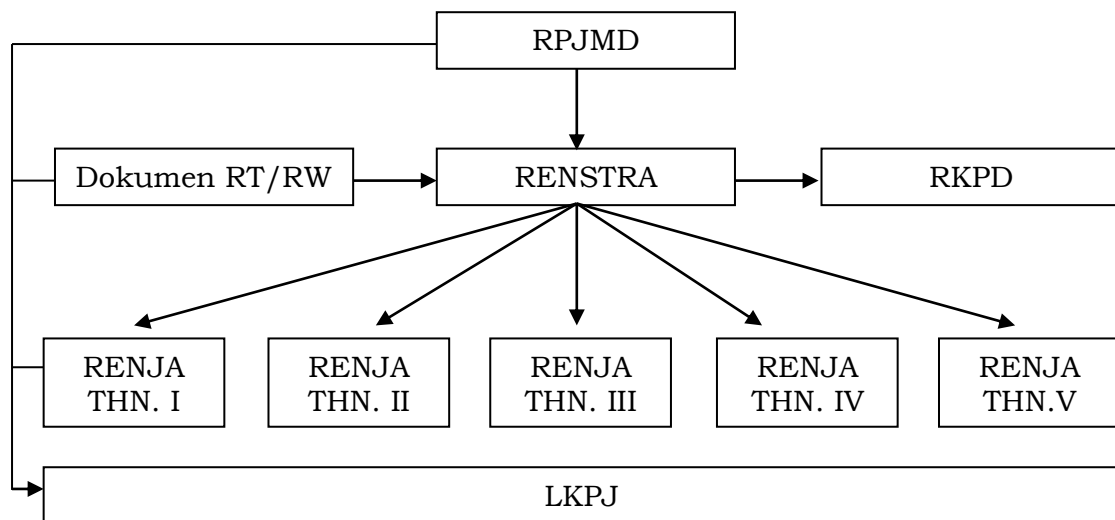 RPJMD
Dokumen RT/RW
RENSTRA
RKPD
RENJA
THN. I
RENJA
THN. II
RENJA
THN. III
RENJA
THN. IV
RENJA
THN.V
LKPJ